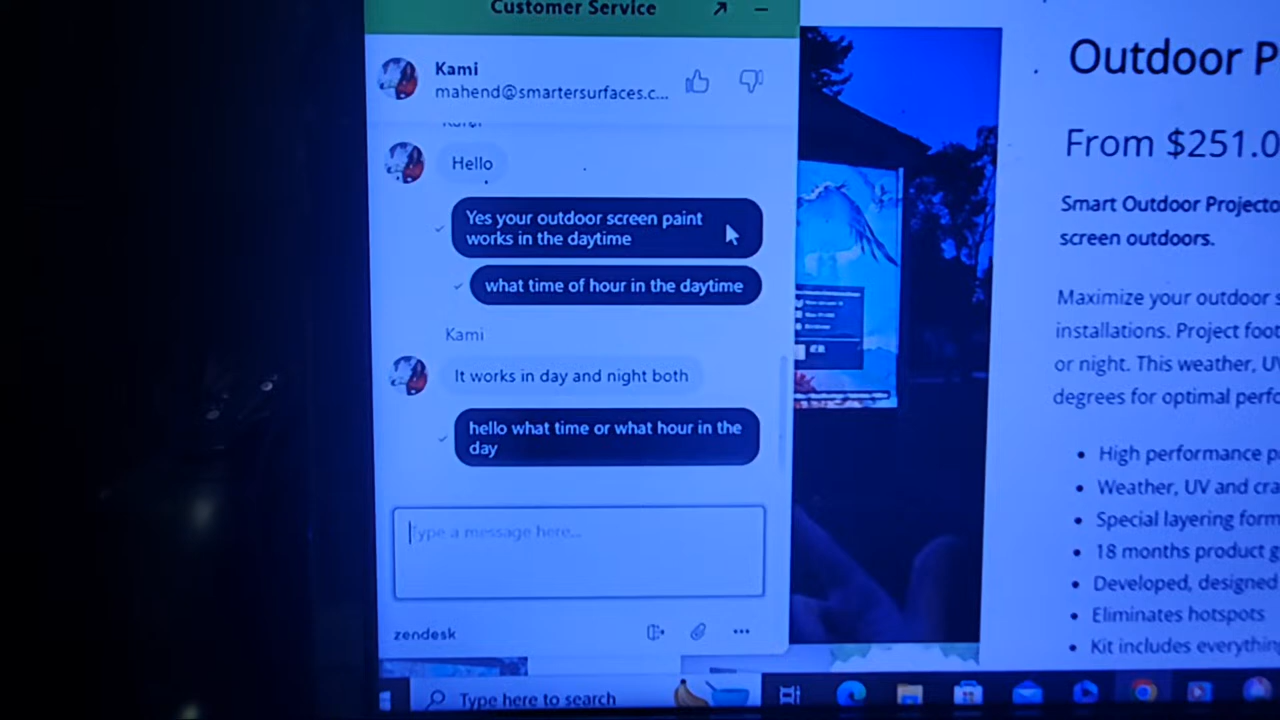 Customer Service
Kami
mahend@smartersurfaces.c...
Hello
Yes your outdoor screen paint
works in the daytime
what time of hour in the daytime
Kami
It works in day and night both
hello what time or what hour in the
day
Type a message here...
zendesk
Outdoor P
From $251.0
Smart Outdoor Projecto
screen outdoors.
Maximize your outdoor s
installations. Project foot
or night. This weather, UV
degrees for optimal perfo
High performance p
Weather, UV and cra
Special layering form
18 months product g
Developed, designed
Eliminates hotspots
Kit includes everything
Type here to search